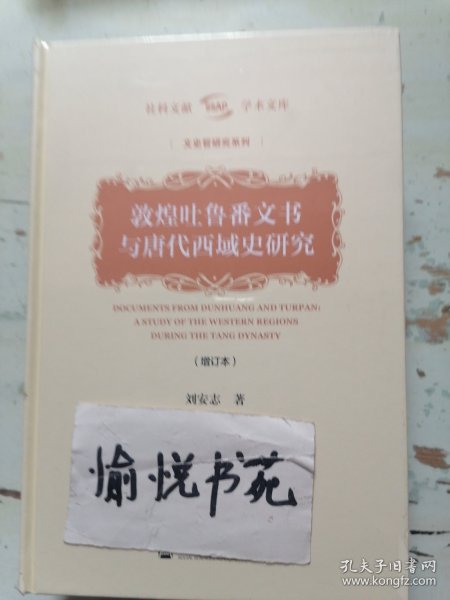 社科文献 SSAP 学术文库
文史哲研究系列
敦煌吐鲁番文书
与唐代西域史研究
DOCUMENTS FROM DUNHUANG AND TURPAN:
A STUDY OF THE WESTERN REGIONS
DURING THE TANG DYNASTY
（增订本）
刘安志 著
愉悦书苑
孔夫子旧书网
www.kongfz.com